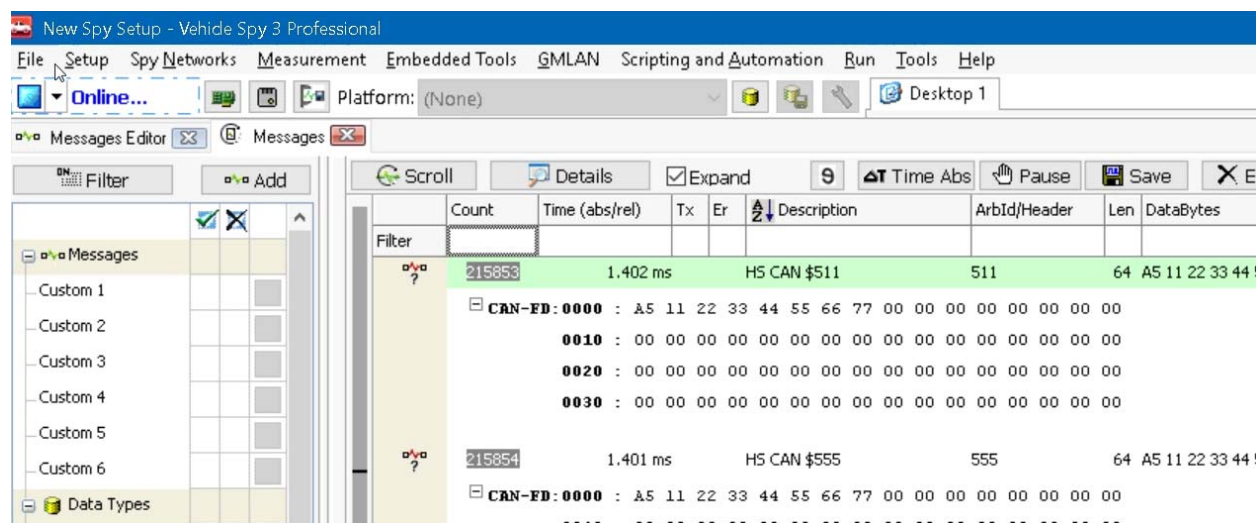 New Spy Setup - Vehicle Spy 3 Professional
File Setup Spy Networks Measurement Embedded Tools GMLAN Scripting and Automation Run Tools Help
Online... Platform: (None) Desktop 1
Messages Editor Messages
ON Filter Add Scroll Details Expand 9 ΔT Time Abs Pause Save E
Count Time (abs/rel) Tx Er AZ Description ArbId/Header Len DataBytes
Filter
Messages
215853 1.402 ms HS CAN $511 511 64 A5 11 22 33 44
Custom 1
CAN-FD:0000 : A5 11 22 33 44 55 66 77 00 00 00 00 00 00 00 00
Custom 2
0010 : 00 00 00 00 00 00 00 00 00 00 00 00 00 00 00 00
Custom 3
0020 : 00 00 00 00 00 00 00 00 00 00 00 00 00 00 00 00
Custom 4
0030 : 00 00 00 00 00 00 00 00 00 00 00 00 00 00 00 00
Custom 5
215854 1.401 ms HS CAN $555 555 64 A5 11 22 33 44
Custom 6
CAN-FD:0000 : A5 11 22 33 44 55 66 77 00 00 00 00 00 00 00 00
Data Types